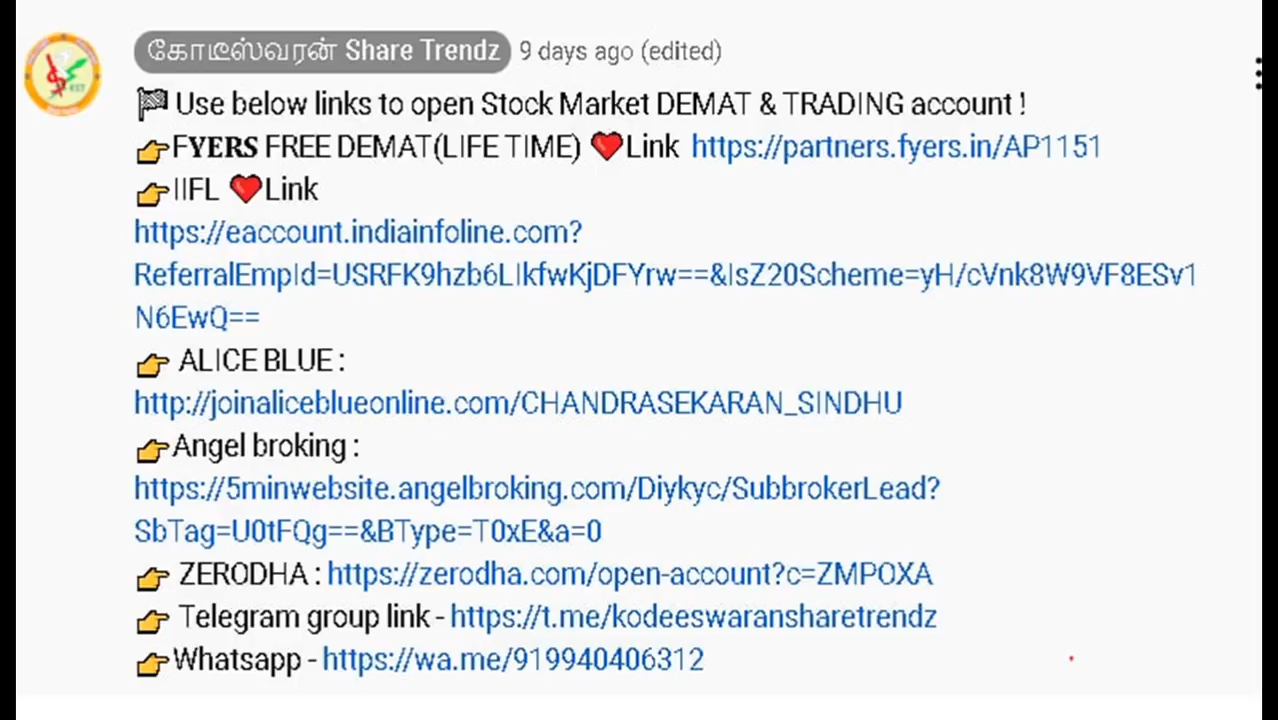 கோடீஸ்வரன் Share Trendz 9 days ago (edited)
🏁 Use below links to open Stock Market DEMAT & TRADING account !
👉FYERS FREE DEMAT(LIFE TIME) ❤️Link https://partners.fyers.in/AP1151
👉IIFL ❤️Link
https://eaccount.indiainfoline.com?
ReferralEmpId=USRFK9hzb6LIkfwKjDFYrw==&IsZ20Scheme=yH/cVnk8W9VF8ESv1
N6EwQ==
👉 ALICE BLUE :
http://joinaliceblueonline.com/CHANDRASEKARAN_SINDHU
👉Angel broking :
https://5minwebsite.angelbroking.com/Diykyc/SubbrokerLead?
SbTag=U0tFQg==&BType=T0xE&a=0
👉 ZERODHA : https://zerodha.com/open-account?c=ZMPOXA
👉 Telegram group link - https://t.me/kodeeswaransharetrendz
👉Whatsapp - https://wa.me/919940406312